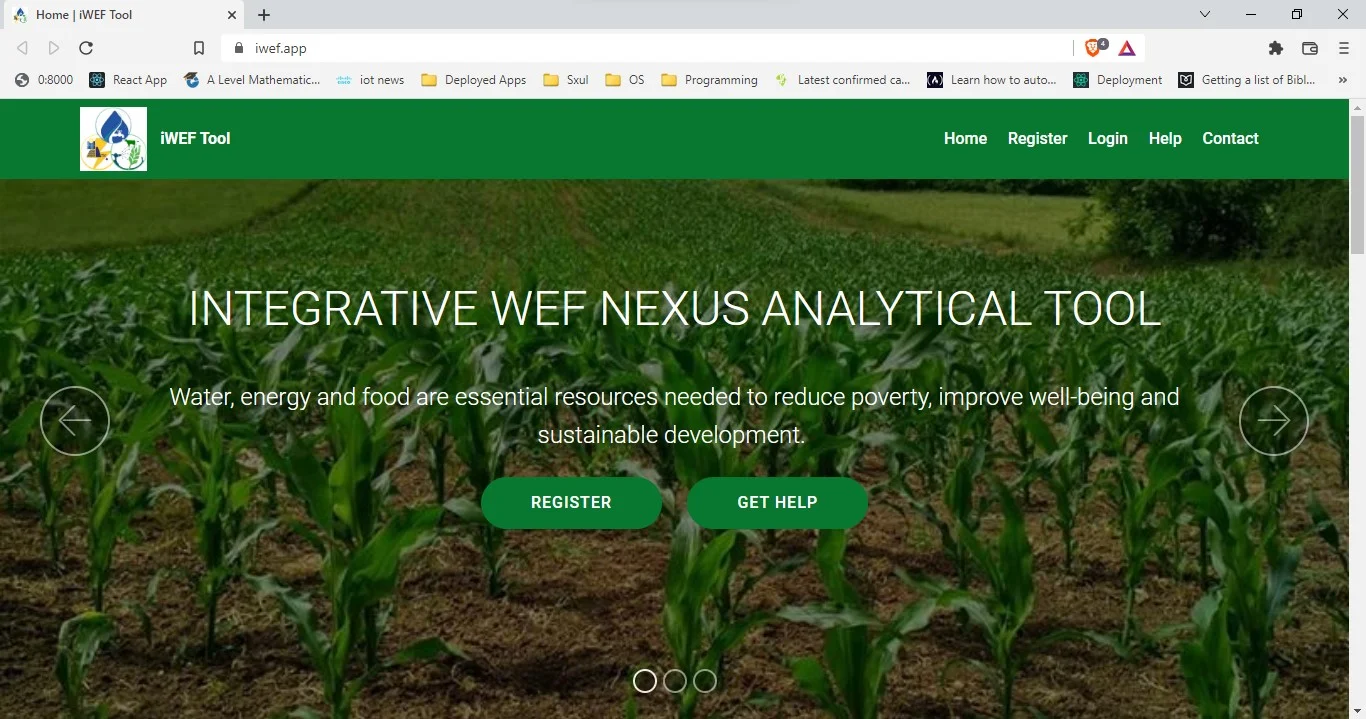 Home | iWEF Tool
iwef.app
4
0:8000 React App A Level Mathematic... iot news Deployed Apps Sxul OS Programming Latest confirmed ca... Learn how to auto... Deployment Getting a list of Bibl... »
iWEF Tool Home Register Login Help Contact
INTEGRATIVE WEF NEXUS ANALYTICAL TOOL
Water, energy and food are essential resources needed to reduce poverty, improve well-being and
sustainable development.
REGISTER GET HELP